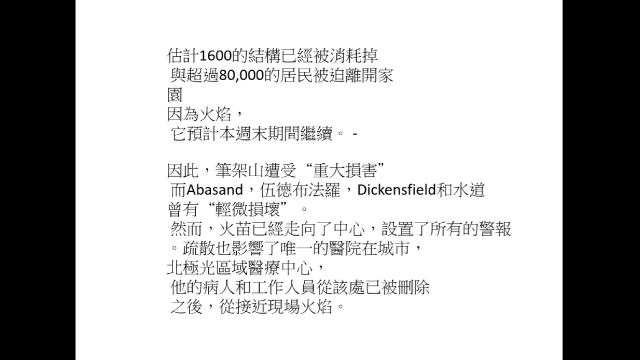 估計1600的結構已經被消耗掉
與超過80,000的居民被迫離開家
園
因為火焰，
它預計本週末期間繼續。 -
因此，筆架山遭受“重大損害”
而Abasand，伍德布法羅，Dickensfield和水道
曾有“輕微損壞”。
然而，火苗已經走向了中心，設置了所有的警報
。疏散也影響了唯一的醫院在城市，
北極光區域醫療中心，
他的病人和工作人員從該處已被刪除
之後，從接近現場火焰。